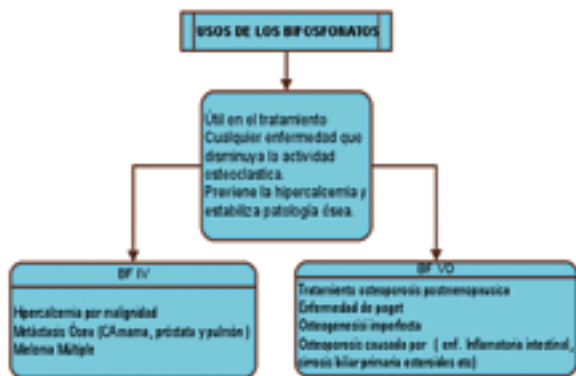 USOS DE LOS BIFOSFONATOS
Útil en el tratamiento
Cualquier enfermedad que
disminuya la actividad
osteoclastica.
Previene la hipercalcemia y
estabiliza patología ósea.
BF IV
Hipercalcemia por malignidad
Metástasis Ósea (CA mama, próstata y pulmón )
Mieloma Múltiple
BF VO
Tratamiento osteoporosis postmenopausica
Enfermedad de paget
Osteogenesis imperfecta
Osteoporosis causada por ( enf. Inflamatoria intestinal,
cirrosis biliar primaria esteroides etc)